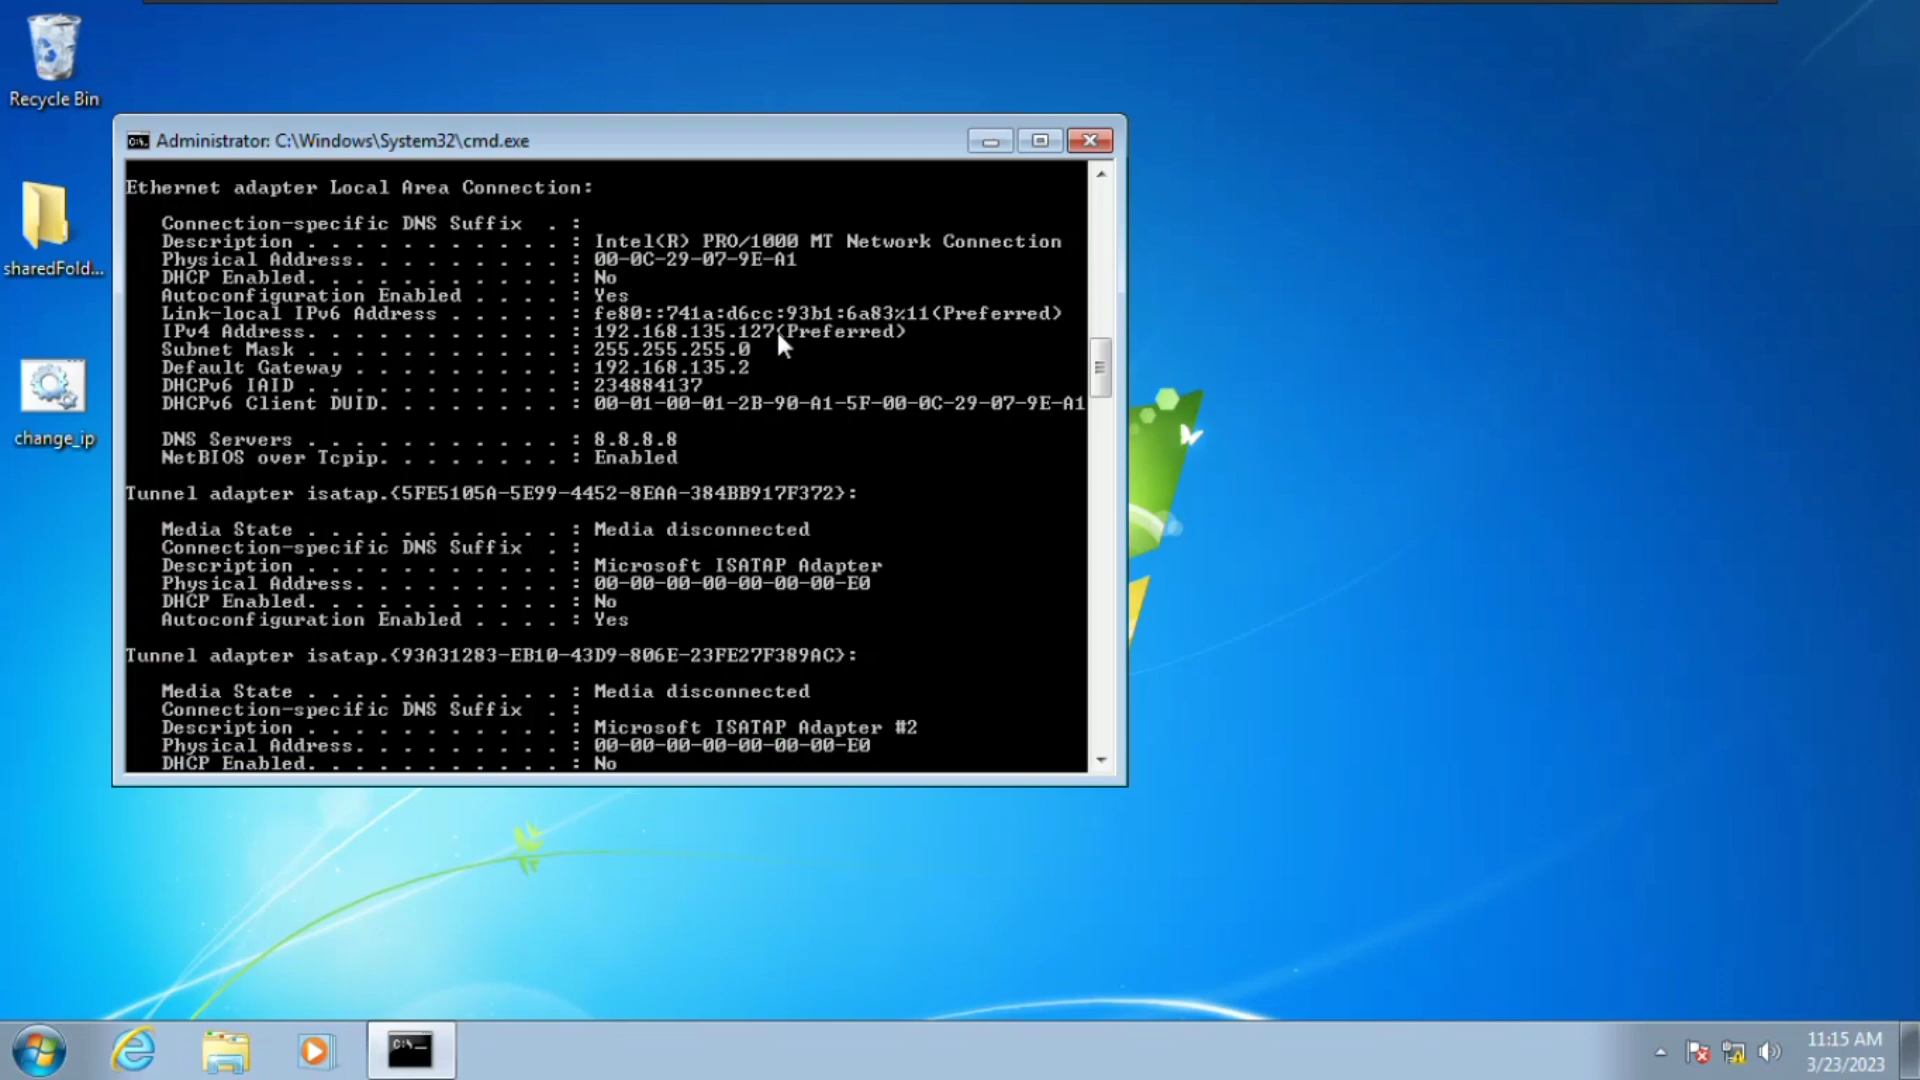 Recycle Bin
sharedFold...
change_ip
Administrator: C:\Windows\System32\cmd.exe
Ethernet adapter Local Area Connection:
Connection-specific DNS Suffix  . :
Description . . . . . . . . . . . : Intel(R) PRO/1000 MT Network Connection
Physical Address. . . . . . . . . : 00-0C-29-07-9E-A1
DHCP Enabled. . . . . . . . . . . : No
Autoconfiguration Enabled . . . . : Yes
Link-local IPv6 Address . . . . . : fe80::741a:d6cc:93b1:6a83%11(Preferred)
IPv4 Address. . . . . . . . . . . : 192.168.135.127(Preferred)
Subnet Mask . . . . . . . . . . . : 255.255.255.0
Default Gateway . . . . . . . . . : 192.168.135.2
DHCPv6 IAID . . . . . . . . . . . : 234884137
DHCPv6 Client DUID. . . . . . . . : 00-01-00-01-2B-90-A1-5F-00-0C-29-07-9E-A1
DNS Servers . . . . . . . . . . . : 8.8.8.8
NetBIOS over Tcpip. . . . . . . . : Enabled
Tunnel adapter isatap.{5FE5105A-5E99-4452-8EAA-384BB917F372}:
Media State . . . . . . . . . . . : Media disconnected
Connection-specific DNS Suffix  . :
Description . . . . . . . . . . . : Microsoft ISATAP Adapter
Physical Address. . . . . . . . . : 00-00-00-00-00-00-00-E0
DHCP Enabled. . . . . . . . . . . : No
Autoconfiguration Enabled . . . . : Yes
Tunnel adapter isatap.{93A31283-EB10-43D9-806E-23FE27F389AC}:
Media State . . . . . . . . . . . : Media disconnected
Connection-specific DNS Suffix  . :
Description . . . . . . . . . . . : Microsoft ISATAP Adapter #2
Physical Address. . . . . . . . . : 00-00-00-00-00-00-00-E0
DHCP Enabled. . . . . . . . . . . : No
11:15 AM
3/23/2023